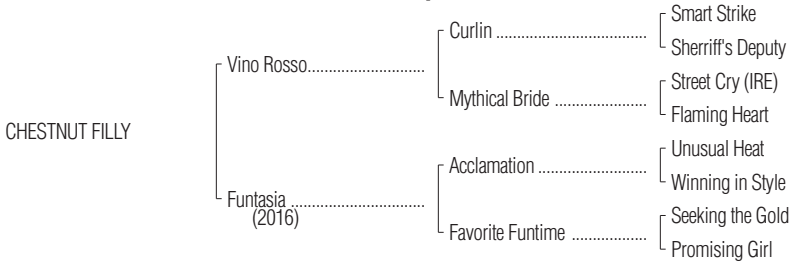 Smart Strike
Curlin ....................................
Sherriff's Deputy
Vino Rosso............................
Street Cry (IRE)
Mythical Bride ......................
Flaming Heart
CHESTNUT FILLY
Unusual Heat
Acclamation ..........................
Winning in Style
Funtasia ................................
(2016)
Seeking the Gold
Favorite Funtime ..................
Promising Girl